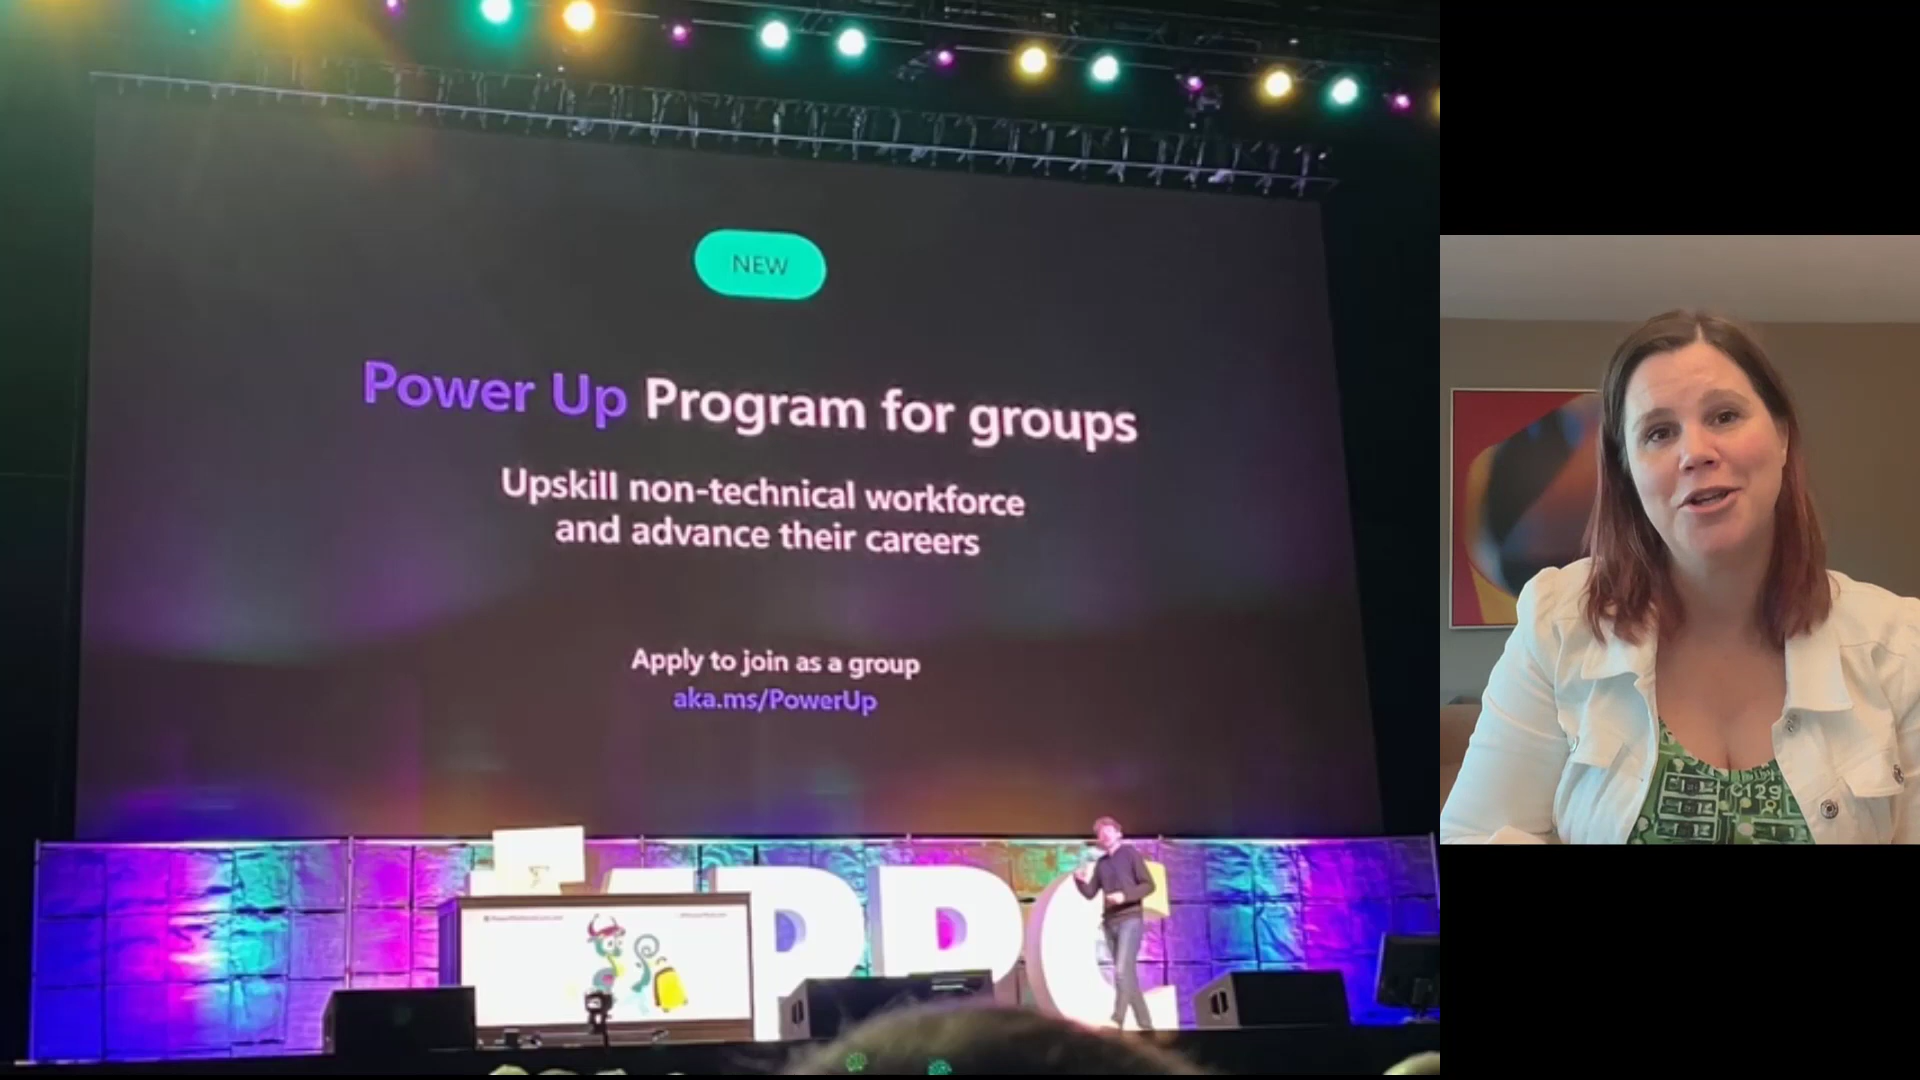 NEW
Power Up Program for groups
Upskill non-technical workforce
and advance their careers
Apply to join as a group
aka.ms/PowerUp
PPC
C129